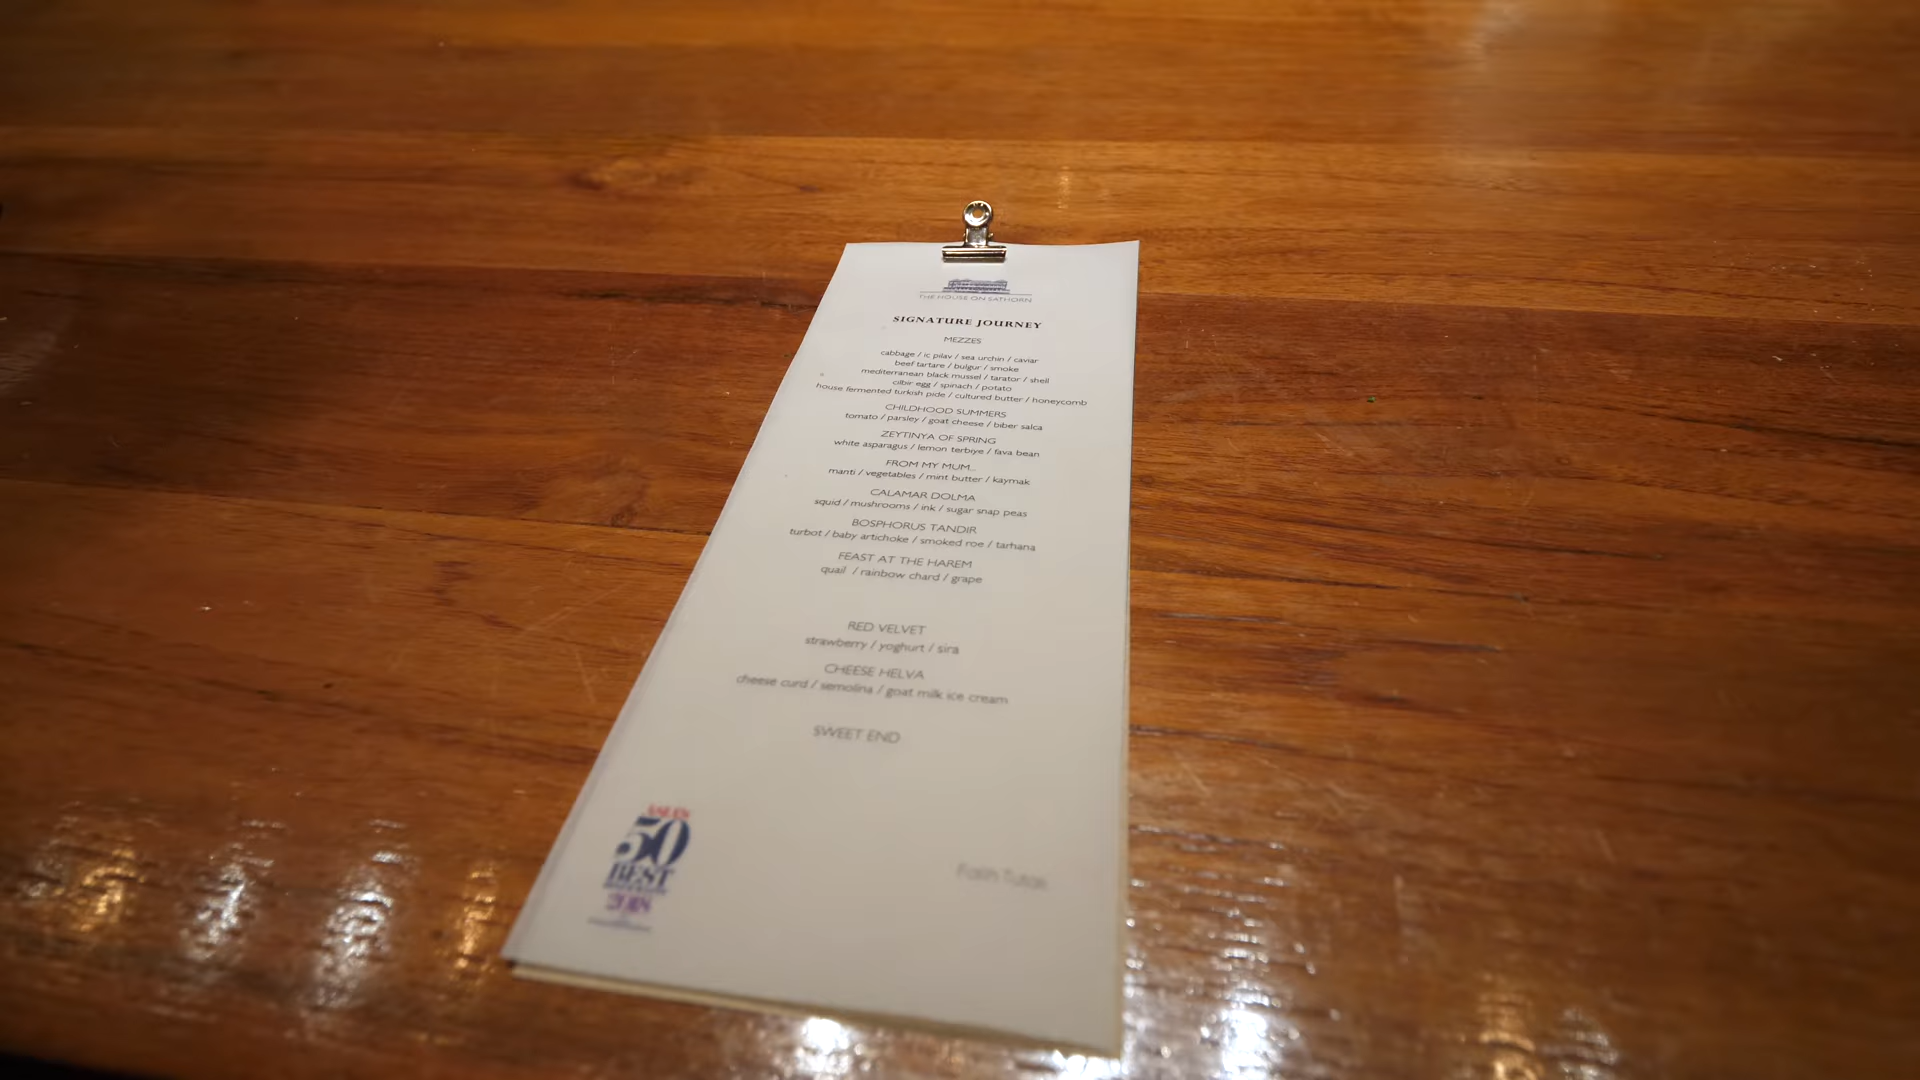 THE HOUSE ON SATHORN
SIGNATURE JOURNEY
MEZZES
cabbage / ic pilav / sea urchin / caviar
beef tartare / bulgur / smoke
mediterranean black mussel / tarator / shell
cilbir egg / spinach / potato
house fermented turkish pide / cultured butter / honeycomb
CHILDHOOD SUMMERS
tomato / parsley / goat cheese / biber salca
ZEYTINYA OF SPRING
white asparagus / lemon terbiye / fava bean
FROM MY MUM...
manti / vegetables / mint butter / kaymak
CALAMAR DOLMA
squid / mushrooms / ink / sugar snap peas
BOSPHORUS TANDIR
turbot / baby artichoke / smoked roe / tarhana
FEAST AT THE HAREM
quail / rainbow chard / grape
RED VELVET
strawberry / yoghurt / sira
CHEESE HELVA
cheese curd / semolina / goat milk ice cream
SWEET END
ASIA'S
50
BEST
RESTAURANTS
2018
Fatih Tutak